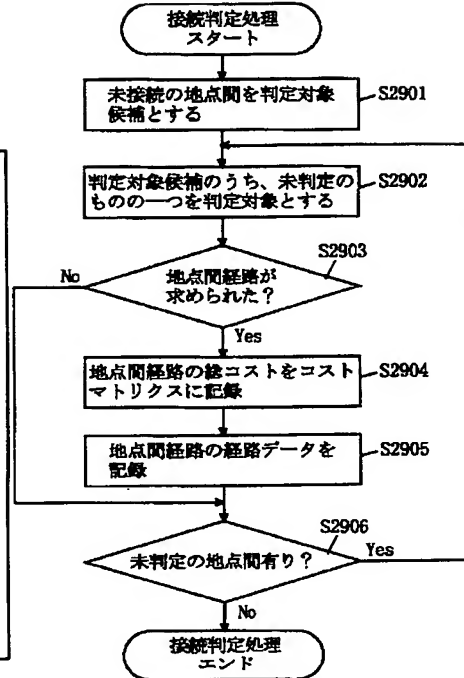 接続判定処理
スタート
未接続の地点間を判定対象
候補とする
S2901
判定対象候補のうち、未判定の
ものの一つを判定対象とする
S2902
S2903
No
地点間経路が
求められた？
Yes
地点間経路の総コストをコスト
マトリクスに記録
S2904
地点間経路の経路データを
記録
S2905
S2906
未判定の地点間有り？
Yes
No
接続判定処理
エンド